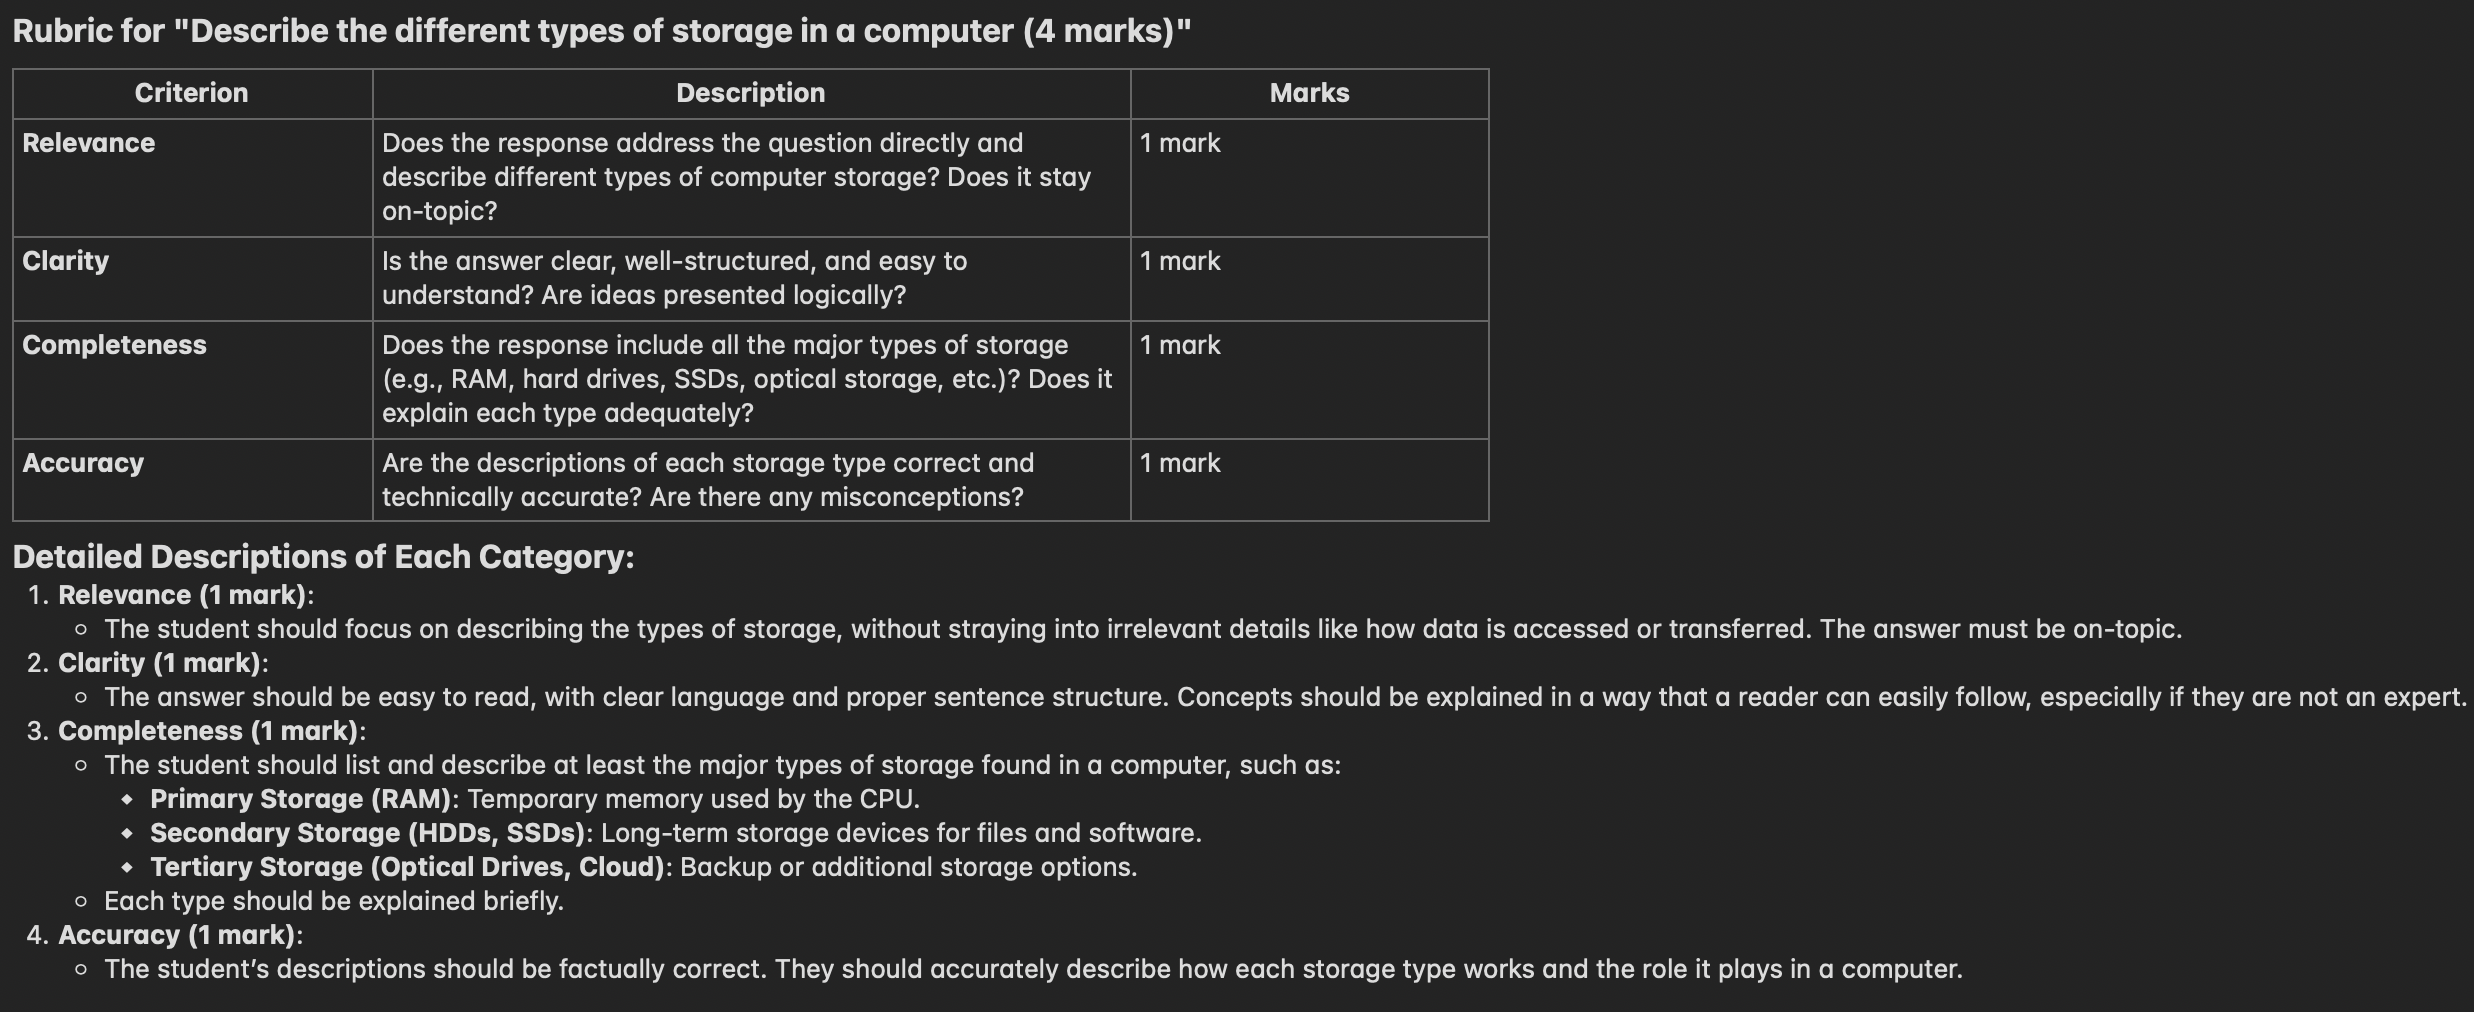 Rubric for "Describe the different types of storage in a computer (4 marks)"
Criterion Description Marks
Relevance Does the response address the question directly and 1 mark
describe different types of computer storage? Does it stay
on-topic?
Clarity Is the answer clear, well-structured, and easy to 1 mark
understand? Are ideas presented logically?
Completeness Does the response include all the major types of storage 1 mark
(e.g., RAM, hard drives, SSDs, optical storage, etc.)? Does it
explain each type adequately?
Accuracy Are the descriptions of each storage type correct and 1 mark
technically accurate? Are there any misconceptions?
Detailed Descriptions of Each Category:
1. Relevance (1 mark):
○ The student should focus on describing the types of storage, without straying into irrelevant details like how data is accessed or transferred. The answer must be on-topic.
2. Clarity (1 mark):
○ The answer should be easy to read, with clear language and proper sentence structure. Concepts should be explained in a way that a reader can easily follow, especially if they are not an expert.
3. Completeness (1 mark):
○ The student should list and describe at least the major types of storage found in a computer, such as:
◆ Primary Storage (RAM): Temporary memory used by the CPU.
◆ Secondary Storage (HDDs, SSDs): Long-term storage devices for files and software.
◆ Tertiary Storage (Optical Drives, Cloud): Backup or additional storage options.
○ Each type should be explained briefly.
4. Accuracy (1 mark):
○ The student's descriptions should be factually correct. They should accurately describe how each storage type works and the role it plays in a computer.